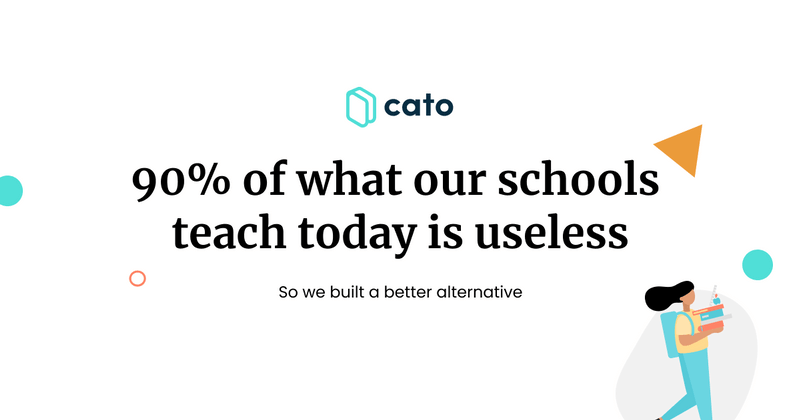 cato
90% of what our schools
teach today is useless
So we built a better alternative